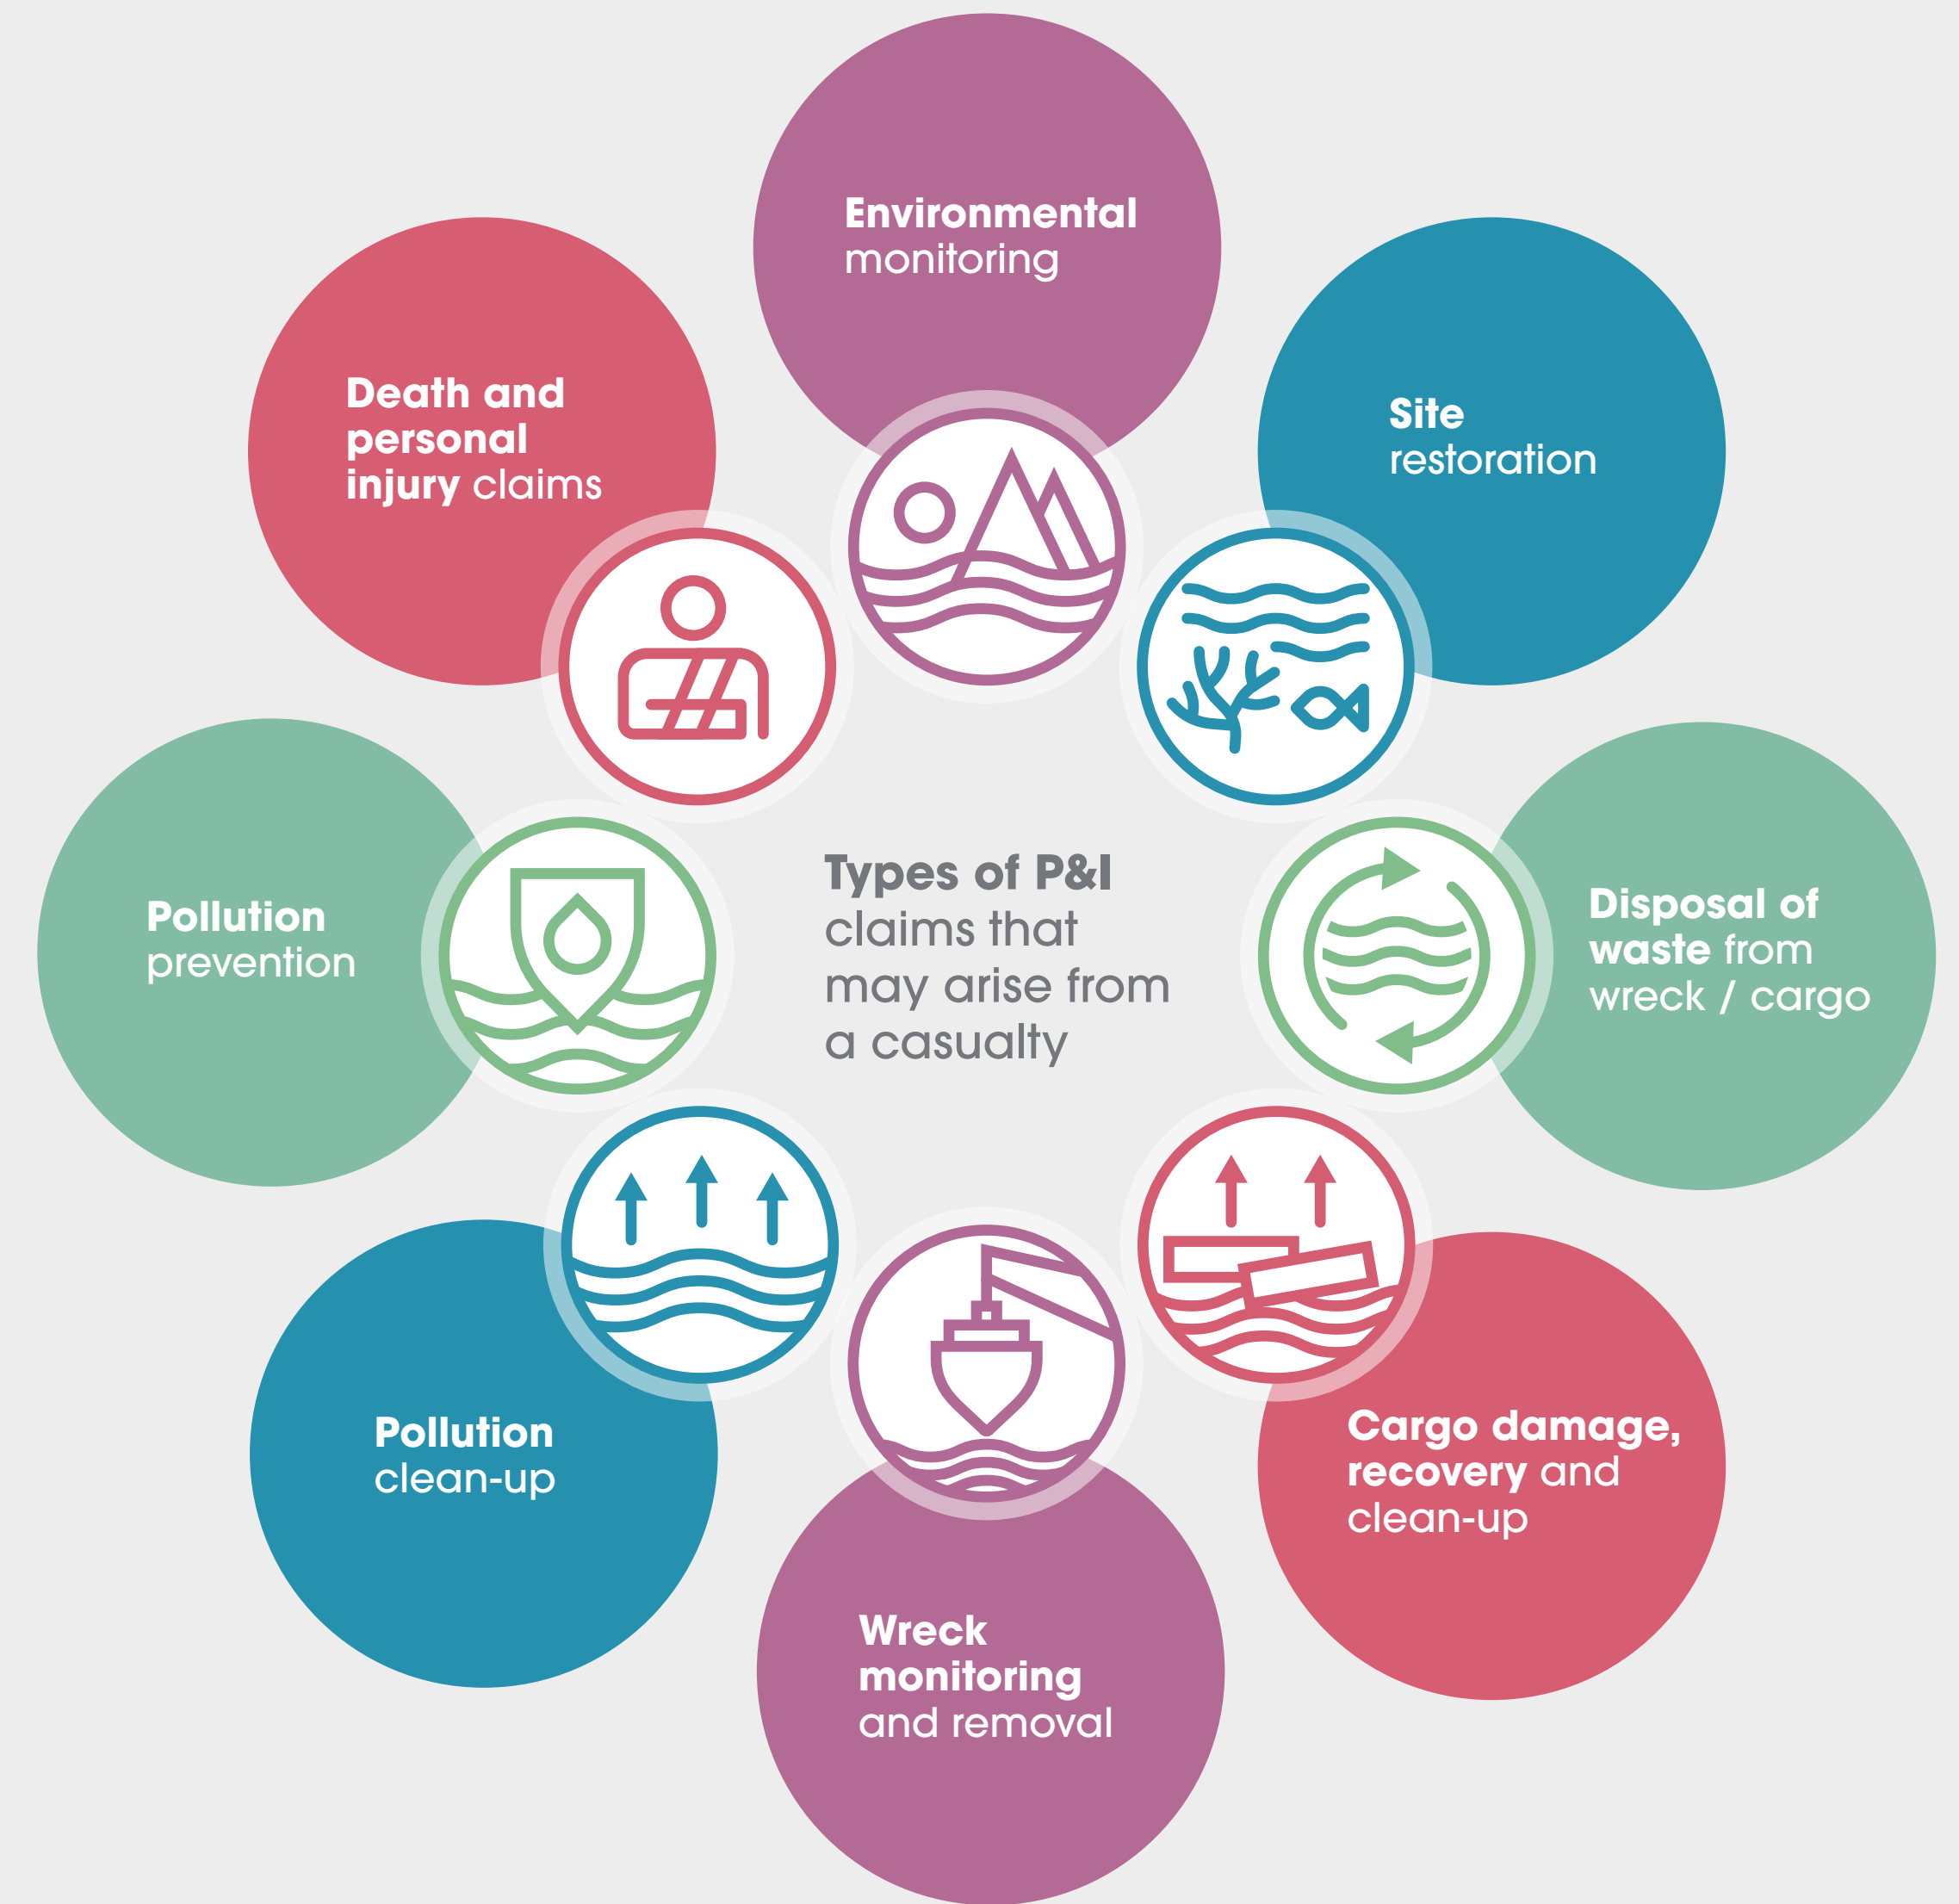 Environmental
monitoring
Death and
personal
injury claims
Site
restoration
Pollution
prevention
Types of P&I
claims that
may arise from
a casualty
Disposal of
waste from
wreck / cargo
Pollution
clean-up
Cargo damage,
recovery and
clean-up
Wreck
monitoring
and removal